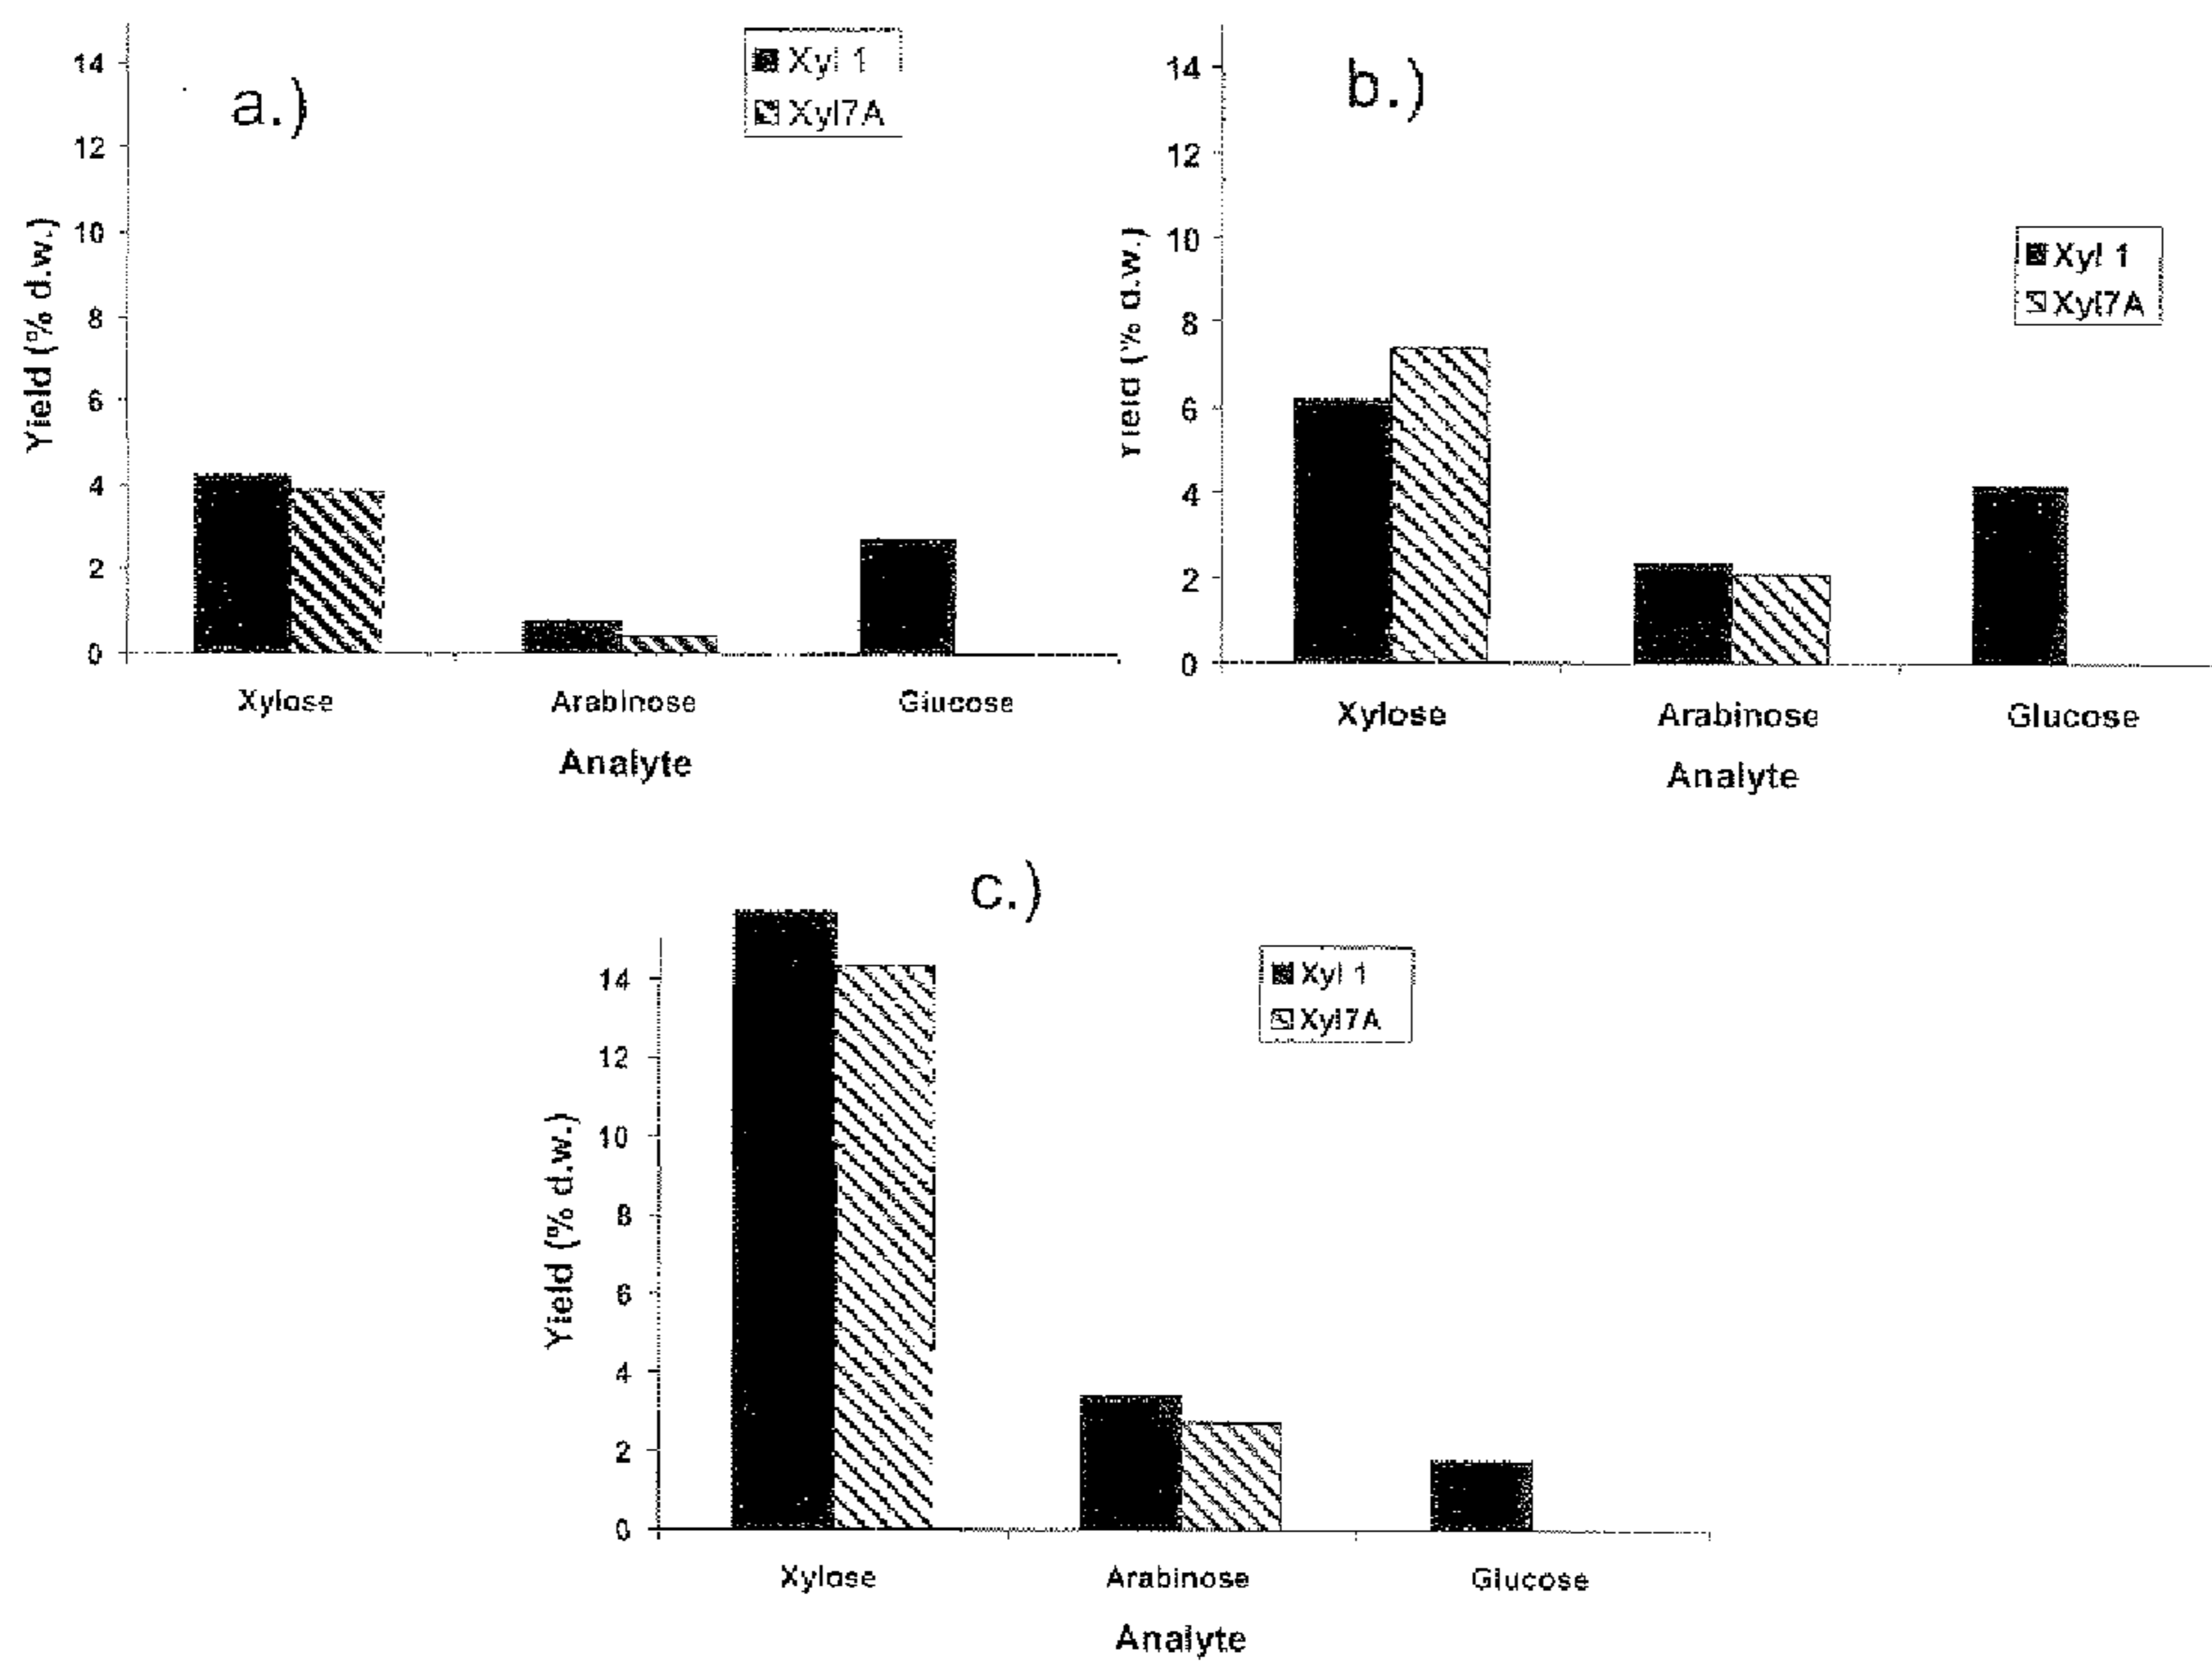 a.)
Xyl 1
Xyl7A
14
12
10
8
6
4
2
0
Yield (% d.w.)
Xylose
Arabinose
Glucose
Analyte
b.)
Xyl 1
Xyl7A
14
12
10
8
6
4
2
0
Yield (% d.w.)
Xylose
Arabinose
Glucose
Analyte
c.)
Xyl 1
Xyl7A
14
12
10
8
6
4
2
0
Yield (% d.w.)
Xylose
Arabinose
Glucose
Analyte